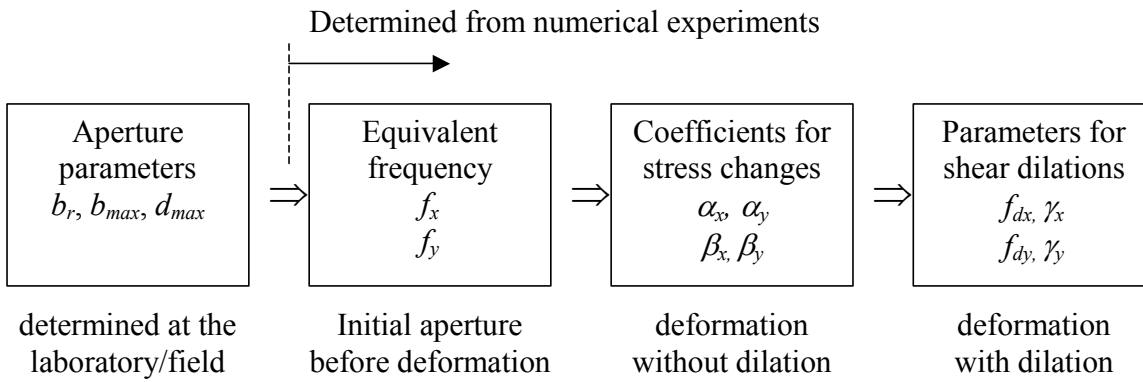 Determined from numerical experiments
Aperture
parameters
b_r, b_max, d_max
⇒
Equivalent
frequency
f_x
f_y
⇒
Coefficients for
stress changes
α_x, α_y
β_x, β_y
⇒
Parameters for
shear dilations
f_dx, γ_x
f_dy, γ_y
determined at the
laboratory/field
Initial aperture
before deformation
deformation
without dilation
deformation
with dilation